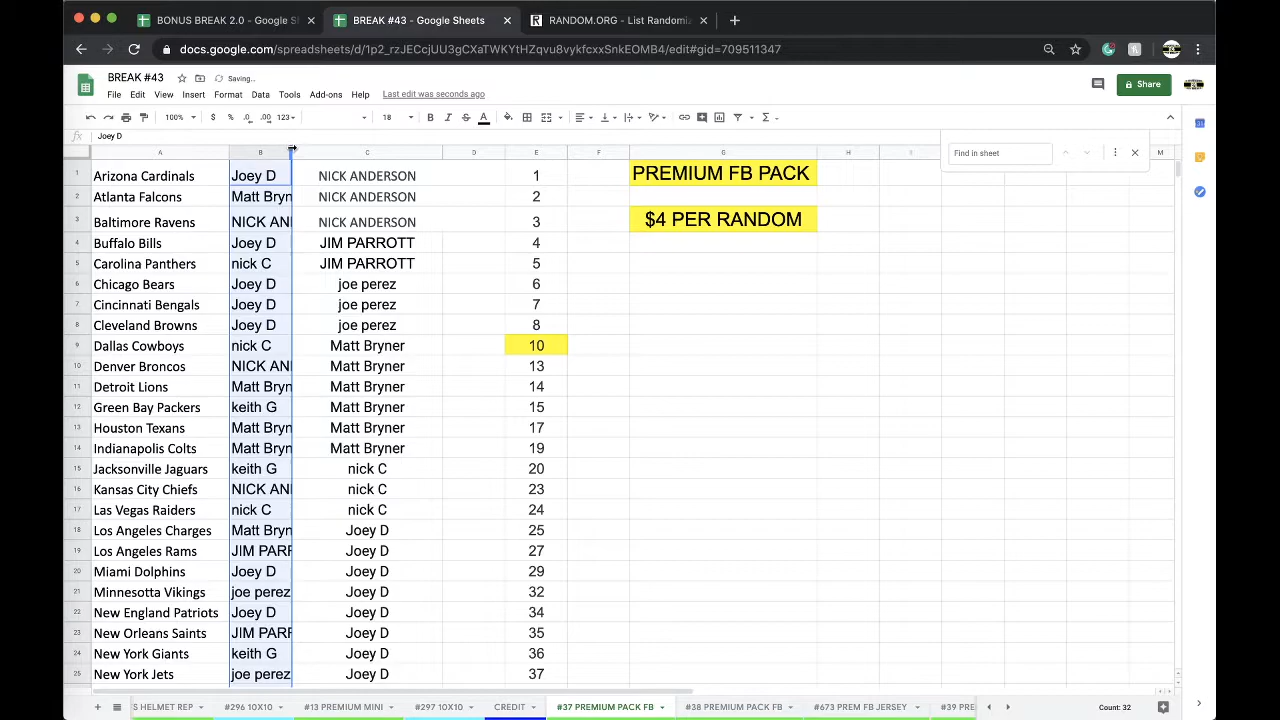 BONUS BREAK 2.0 - Google S
BREAK #43 - Google Sheets
RANDOM.ORG - List Randomiz
docs.google.com/spreadsheets/d/1p2_rzJECcjUU3gCXaTWKYtHZqvu8vykfcxxSnkEOMB4/edit#gid=709511347
BREAK #43 Saving…
File Edit View Insert Format Data Tools Add-ons Help Last edit was seconds ago
Share
100% $ % .0 .00 123 18 B I S A
Joey D
A B C D E F G H I M
Find in sheet
1 Arizona Cardinals Joey D NICK ANDERSON 1 PREMIUM FB PACK
2 Atlanta Falcons Matt Bryn NICK ANDERSON 2
3 Baltimore Ravens NICK AN NICK ANDERSON 3 $4 PER RANDOM
4 Buffalo Bills Joey D JIM PARROTT 4
5 Carolina Panthers nick C JIM PARROTT 5
6 Chicago Bears Joey D joe perez 6
7 Cincinnati Bengals Joey D joe perez 7
8 Cleveland Browns Joey D joe perez 8
9 Dallas Cowboys nick C Matt Bryner 10
10 Denver Broncos NICK AN Matt Bryner 13
11 Detroit Lions Matt Bryn Matt Bryner 14
12 Green Bay Packers keith G Matt Bryner 15
13 Houston Texans Matt Bryn Matt Bryner 17
14 Indianapolis Colts Matt Bryn Matt Bryner 19
15 Jacksonville Jaguars keith G nick C 20
16 Kansas City Chiefs NICK AN nick C 23
17 Las Vegas Raiders nick C nick C 24
18 Los Angeles Charges Matt Bryn Joey D 25
19 Los Angeles Rams JIM PARR Joey D 27
20 Miami Dolphins Joey D Joey D 29
21 Minnesotta Vikings joe perez Joey D 32
22 New England Patriots Joey D Joey D 34
23 New Orleans Saints JIM PARR Joey D 35
24 New York Giants keith G Joey D 36
25 New York Jets joe perez Joey D 37
S HELMET REP #296 10X10 #13 PREMIUM MINI #297 10X10 CREDIT #37 PREMIUM PACK FB #38 PREMIUM PACK FB #673 PREM FB JERSEY #39 PRE Count: 32